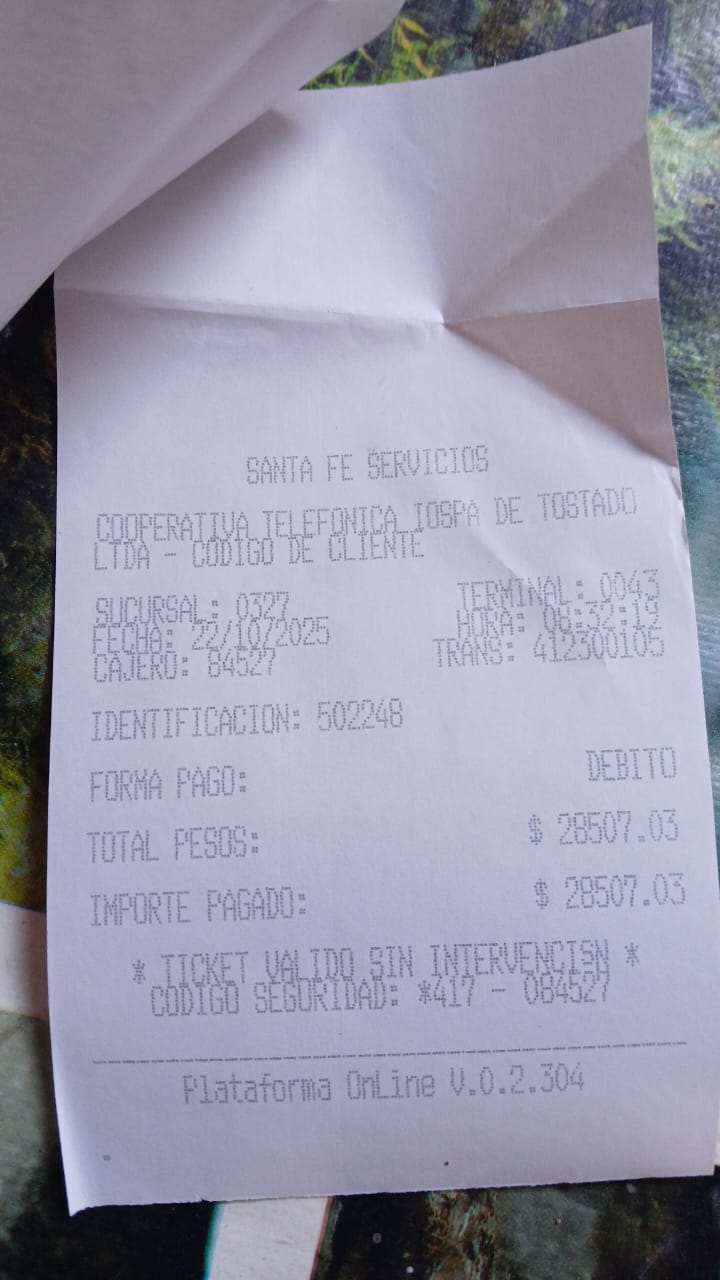 SANTA FE SERVICIOS
COOPERATIVA TELEFONICA IOSPA DE TOSTADO
LTDA - CODIGO DE CLIENTE
SUCURSAL: 0327 TERMINAL: 0043
FECHA: 22/10/2025 HORA: 08:32:19
CAJERO: 84527 TRANS: 412300105
IDENTIFICACION: 502248
FORMA PAGO: DEBITO
TOTAL PESOS: $ 28507.03
IMPORTE PAGADO: $ 28507.03
* TICKET VALIDO SIN INTERVENCISN *
CODIGO SEGURIDAD: *417 - 084527
Plataforma OnLine V.0.2.304